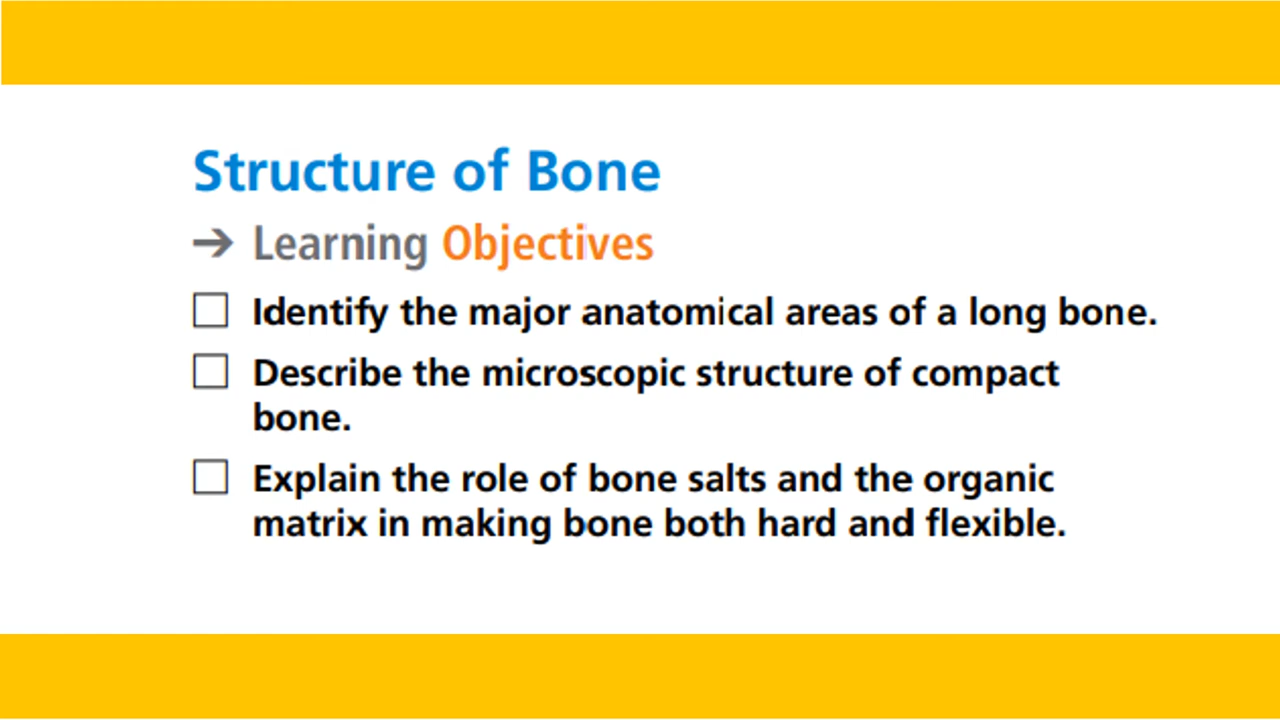 Structure of Bone
→ Learning Objectives
☐ Identify the major anatomical areas of a long bone.
☐ Describe the microscopic structure of compact
bone.
☐ Explain the role of bone salts and the organic
matrix in making bone both hard and flexible.